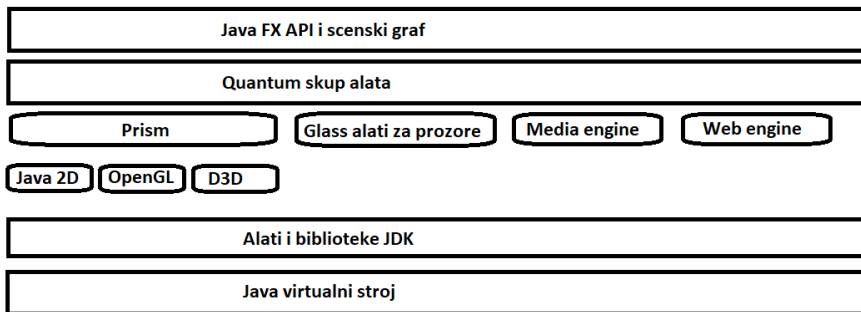 Java FX API i scenski graf
Quantum skup alata
Prism
Glass alati za prozore
Media engine
Web engine
Java 2D
OpenGL
D3D
Alati i biblioteke JDK
Java virtualni stroj